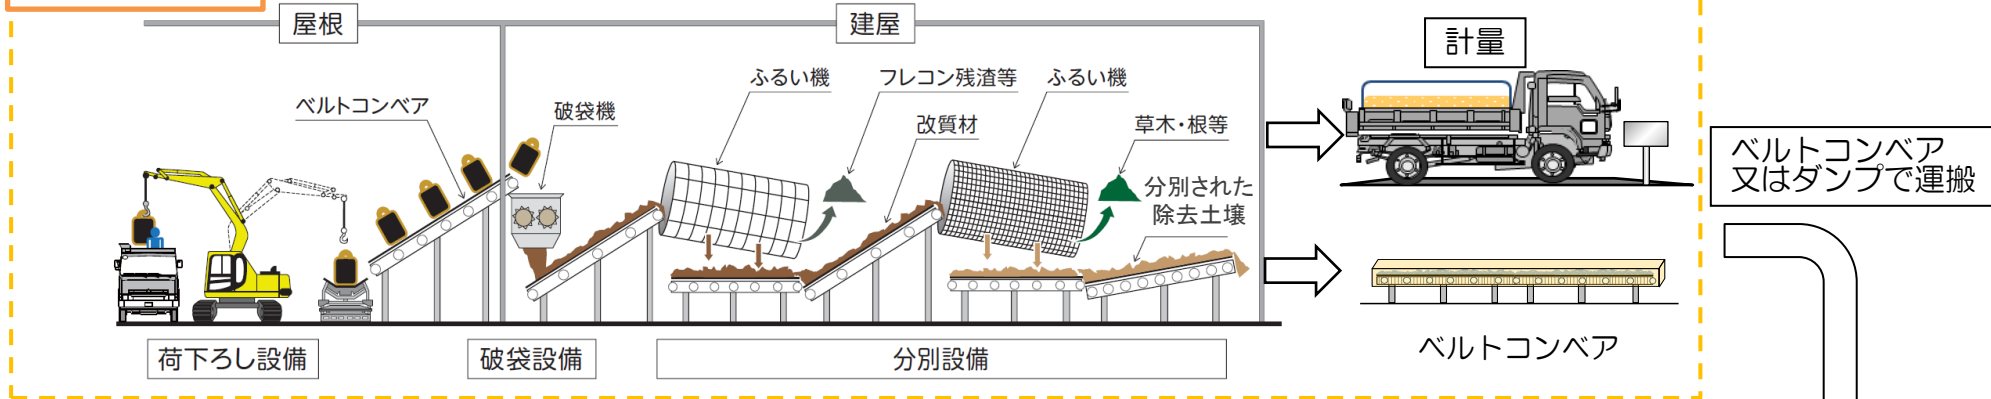 屋根
建屋
計量
ふるい機
フレコン残渣等
ふるい機
ベルトコンベア
破袋機
改質材
草木・根等
ベルトコンベア
又はダンプで運搬
分別された
除去土壌
荷下ろし設備
破袋設備
分別設備
ベルトコンベア